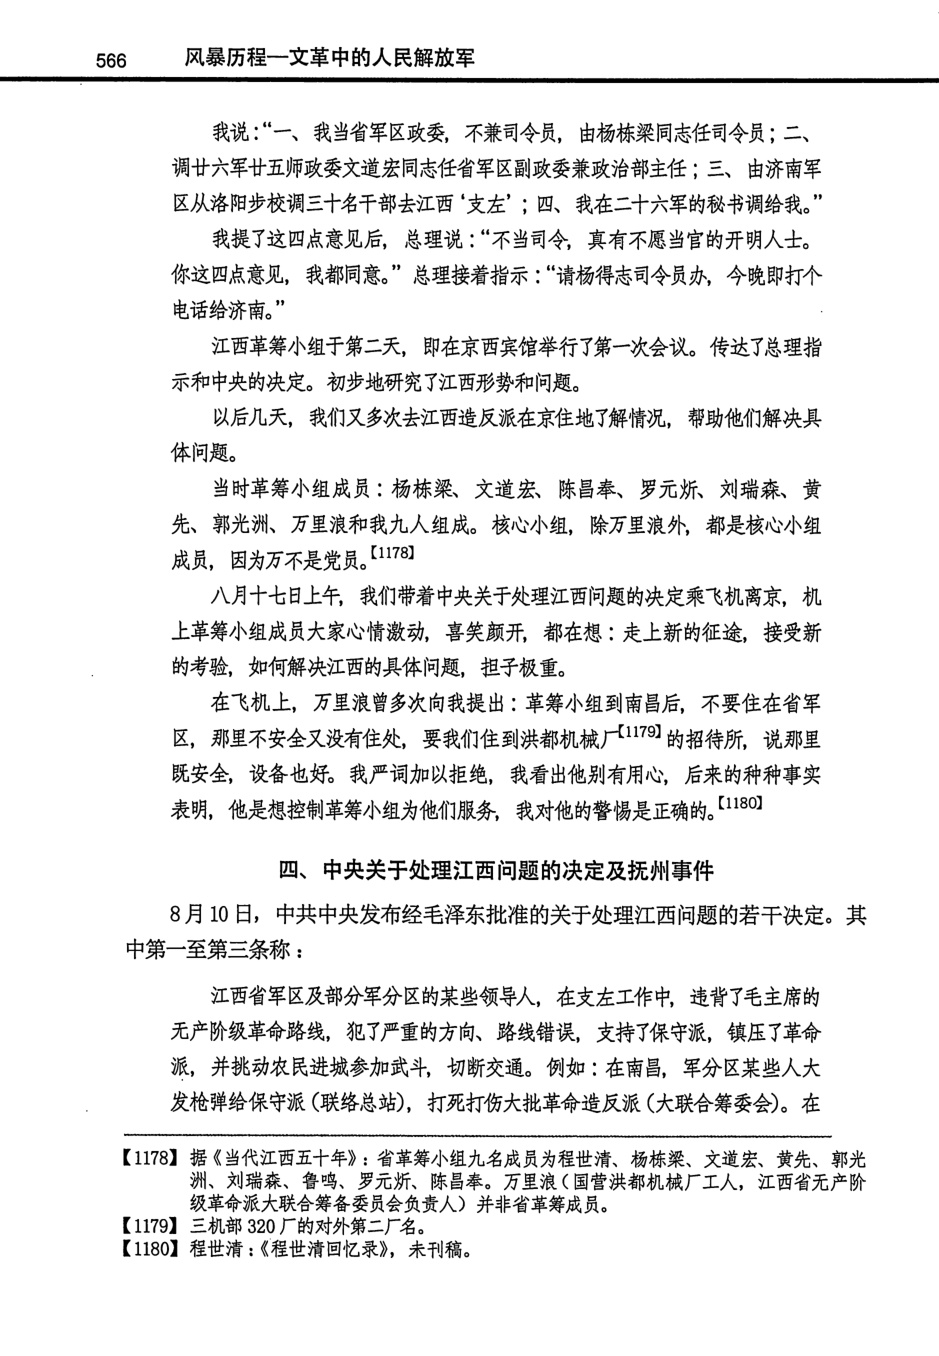 566 风暴历程—文革中的人民解放军
我说：“一、我当省军区政委，不兼司令员，由杨栋梁同志任司令员；二、
调廿六军廿五师政委文道宏同志任省军区副政委兼政治部主任；三、由济南军
区从洛阳步校调三十名干部去江西‘支左’；四、我在二十六军的秘书调给我。”
我提了这四点意见后，总理说：“不当司令，真有不愿当官的开明人士。
你这四点意见，我都同意。”总理接着指示：“请杨得志司令员办，今晚即打个
电话给济南。”
江西革筹小组于第二天，即在京西宾馆举行了第一次会议。传达了总理指
示和中央的决定。初步地研究了江西形势和问题。
以后几天，我们又多次去江西造反派在京住地了解情况，帮助他们解决具
体问题。
当时革筹小组成员：杨栋梁、文道宏、陈昌奉、罗元炘、刘瑞森、黄
先、郭光洲、万里浪和我九人组成。核心小组，除万里浪外，都是核心小组
成员，因为万不是党员。【1178】
八月十七日上午，我们带着中央关于处理江西问题的决定乘飞机离京，机
上革筹小组成员大家心情激动，喜笑颜开，都在想：走上新的征途，接受新
的考验，如何解决江西的具体问题，担子极重。
在飞机上，万里浪曾多次向我提出：革筹小组到南昌后，不要住在省军
区，那里不安全又没有住处，要我们住到洪都机械厂【1179】的招待所，说那里
既安全，设备也好。我严词加以拒绝，我看出他别有用心，后来的种种事实
表明，他是想控制革筹小组为他们服务，我对他的警惕是正确的。【1180】
四、中央关于处理江西问题的决定及抚州事件
8月10日，中共中央发布经毛泽东批准的关于处理江西问题的若干决定。其
中第一至第三条称：
江西省军区及部分军分区的某些领导人，在支左工作中，违背了毛主席的
无产阶级革命路线，犯了严重的方向、路线错误，支持了保守派，镇压了革命
派，并挑动农民进城参加武斗，切断交通。例如：在南昌，军分区某些人大
发枪弹给保守派（联络总站），打死打伤大批革命造反派（大联合筹委会）。在
【1178】据《当代江西五十年》：省革筹小组九名成员为程世清、杨栋梁、文道宏、黄先、郭光
洲、刘瑞森、鲁鸣、罗元炘、陈昌奉。万里浪（国营洪都机械厂工人，江西省无产阶
级革命派大联合筹备委员会负责人）并非省革筹成员。
【1179】三机部320厂的对外第二厂名。
【1180】程世清：《程世清回忆录》，未刊稿。